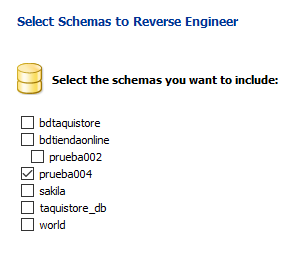 Select Schemas to Reverse Engineer
Select the schemas you want to include:
bdtaquistore
bdtiendaonline
prueba002
prueba004
sakila
taquistore_db
world